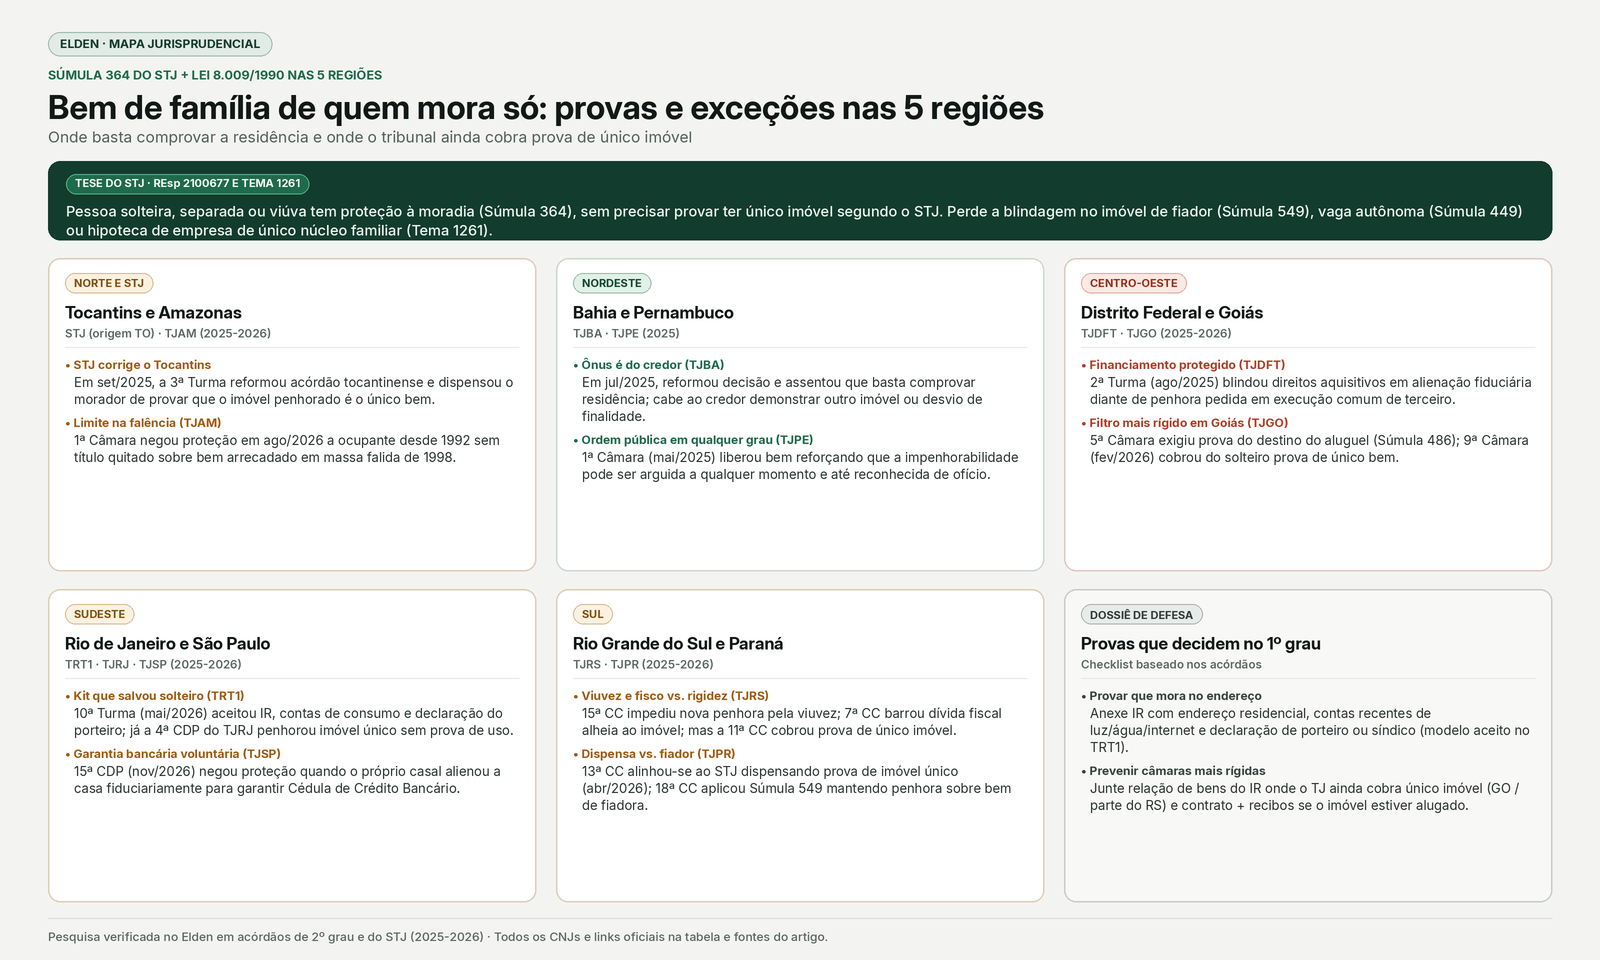 ELDEN · MAPA JURISPRUDENCIAL
SÚMULA 364 DO STJ + LEI 8.009/1990 NAS 5 REGIÕES
Bem de família de quem mora só: provas e exceções nas 5 regiões
Onde basta comprovar a residência e onde o tribunal ainda cobra prova de único imóvel
TESE DO STJ · REsp 2100677 E TEMA 1261
Pessoa solteira, separada ou viúva tem proteção à moradia (Súmula 364), sem precisar provar ter único imóvel segundo o STJ. Perde a blindagem no imóvel de fiador (Súmula 549), vaga autônoma (Súmula 449)
ou hipoteca de empresa de único núcleo familiar (Tema 1261).
NORTE E STJ
Tocantins e Amazonas
STJ (origem TO) · TJAM (2025-2026)
• STJ corrige o Tocantins
Em set/2025, a 3ª Turma reformou acórdão tocantinense e dispensou o
morador de provar que o imóvel penhorado é o único bem.
• Limite na falência (TJAM)
1ª Câmara negou proteção em ago/2026 a ocupante desde 1992 sem
título quitado sobre bem arrecadado em massa falida de 1998.
NORDESTE
Bahia e Pernambuco
TJBA · TJPE (2025)
• Ônus é do credor (TJBA)
Em jul/2025, reformou decisão e assentou que basta comprovar
residência; cabe ao credor demonstrar outro imóvel ou desvio de
finalidade.
• Ordem pública em qualquer grau (TJPE)
1ª Câmara (mai/2025) liberou bem reforçando que a impenhorabilidade
pode ser arguida a qualquer momento e até reconhecida de ofício.
CENTRO-OESTE
Distrito Federal e Goiás
TJDFT · TJGO (2025-2026)
• Financiamento protegido (TJDFT)
2ª Turma (ago/2025) blindou direitos aquisitivos em alienação fiduciária
diante de penhora pedida em execução comum de terceiro.
• Filtro mais rígido em Goiás (TJGO)
5ª Câmara exigiu prova do destino do aluguel (Súmula 486); 9ª Câmara
(fev/2026) cobrou do solteiro prova de único bem.
SUDESTE
Rio de Janeiro e São Paulo
TRT1 · TJRJ · TJSP (2025-2026)
• Kit que salvou solteiro (TRT1)
10ª Turma (mai/2026) aceitou IR, contas de consumo e declaração do
porteiro; já a 4ª CDP do TJRJ penhorou imóvel único sem prova de uso.
• Garantia bancária voluntária (TJSP)
15ª CDP (nov/2026) negou proteção quando o próprio casal alienou a
casa fiduciariamente para garantir Cédula de Crédito Bancário.
SUL
Rio Grande do Sul e Paraná
TJRS · TJPR (2025-2026)
• Viuvez e fisco vs. rigidez (TJRS)
15ª CC impediu nova penhora pela viuvez; 7ª CC barrou dívida fiscal
alheia ao imóvel; mas a 11ª CC cobrou prova de único imóvel.
• Dispensa vs. fiador (TJPR)
13ª CC alinhou-se ao STJ dispensando prova de imóvel único
(abr/2026); 18ª CC aplicou Súmula 549 mantendo penhora sobre bem
de fiadora.
DOSSIÊ DE DEFESA
Provas que decidem no 1º grau
Checklist baseado nos acórdãos
• Provar que mora no endereço
Anexe IR com endereço residencial, contas recentes de
luz/água/internet e declaração de porteiro ou síndico (modelo aceito no
TRT1).
• Prevenir câmaras mais rígidas
Junte relação de bens do IR onde o TJ ainda cobra único imóvel (GO /
parte do RS) e contrato + recibos se o imóvel estiver alugado.
Pesquisa verificada no Elden em acórdãos de 2º grau e do STJ (2025-2026) · Todos os CNJs e links oficiais na tabela e fontes do artigo.